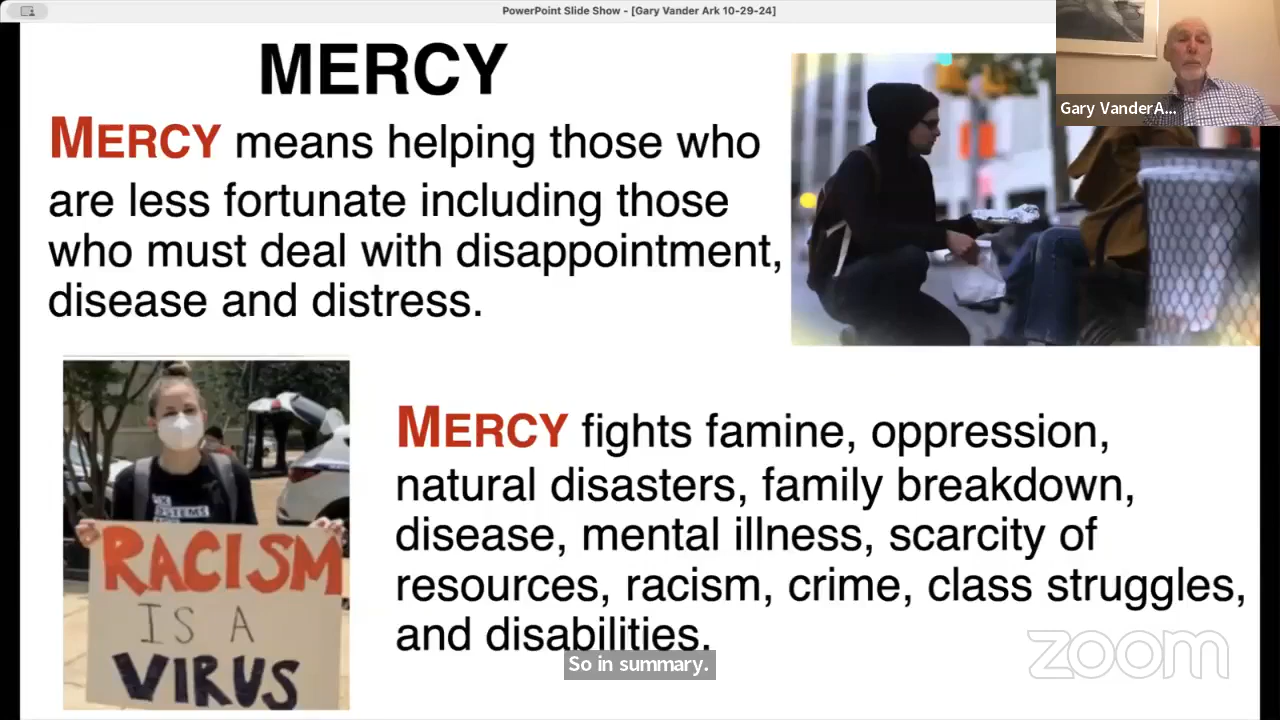 PowerPoint Slide Show - [Gary Vander Ark 10-29-24]
MERCY
MERCY means helping those who
are less fortunate including those
who must deal with disappointment,
disease and distress.
Gary VanderA...
RACISM
IS A
VIRUS
MERCY fights famine, oppression,
natural disasters, family breakdown,
disease, mental illness, scarcity of
resources, racism, crime, class struggles,
and disabilities.
So in summary.
zoom